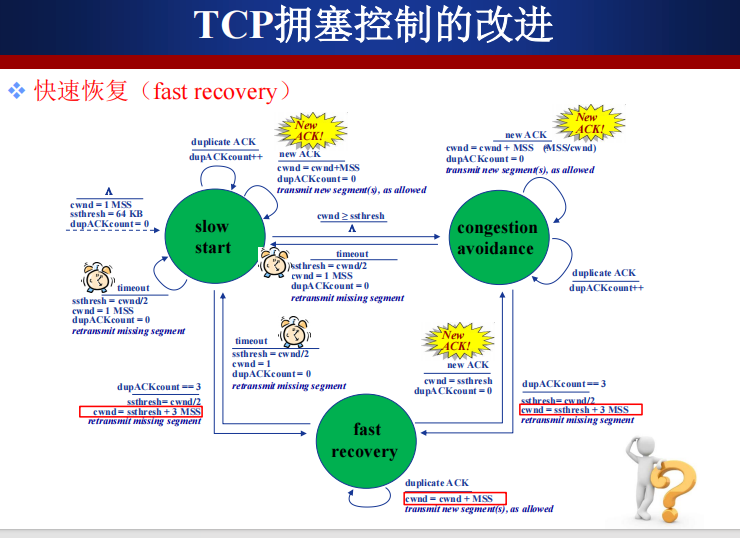 TCP拥塞控制的改进
快速恢复（fast recovery）
New
ACK!
duplicate ACK
dupACKcount++
new ACK
cwnd = cwnd+MSS
dupACKcount = 0
transmit new segment(s), as allowed
New
ACK!
new ACK
cwnd = cwnd + MSS (MSS/cwnd)
dupACKcount = 0
transmit new segment(s), as allowed
Λ
cwnd = 1 MSS
ssthresh = 64 KB
dupACKcount = 0
slow
start
cwnd ≥ ssthresh
Λ
congestion
avoidance
timeout
ssthresh = cwnd/2
cwnd = 1 MSS
dupACKcount = 0
retransmit missing segment
duplicate ACK
dupACKcount++
timeout
ssthresh = cwnd/2
cwnd = 1 MSS
dupACKcount = 0
retransmit missing segment
timeout
ssthresh = cwnd/2
cwnd = 1
dupACKcount = 0
retransmit missing segment
New
ACK!
new ACK
cwnd = ssthresh
dupACKcount = 0
dupACKcount == 3
ssthresh= cwnd/2
cwnd = ssthresh + 3 MSS
retransmit missing segment
dupACKcount == 3
ssthresh= cwnd/2
cwnd = ssthresh + 3 MSS
retransmit missing segment
fast
recovery
duplicate ACK
cwnd = cwnd + MSS
transmit new segment(s), as allowed